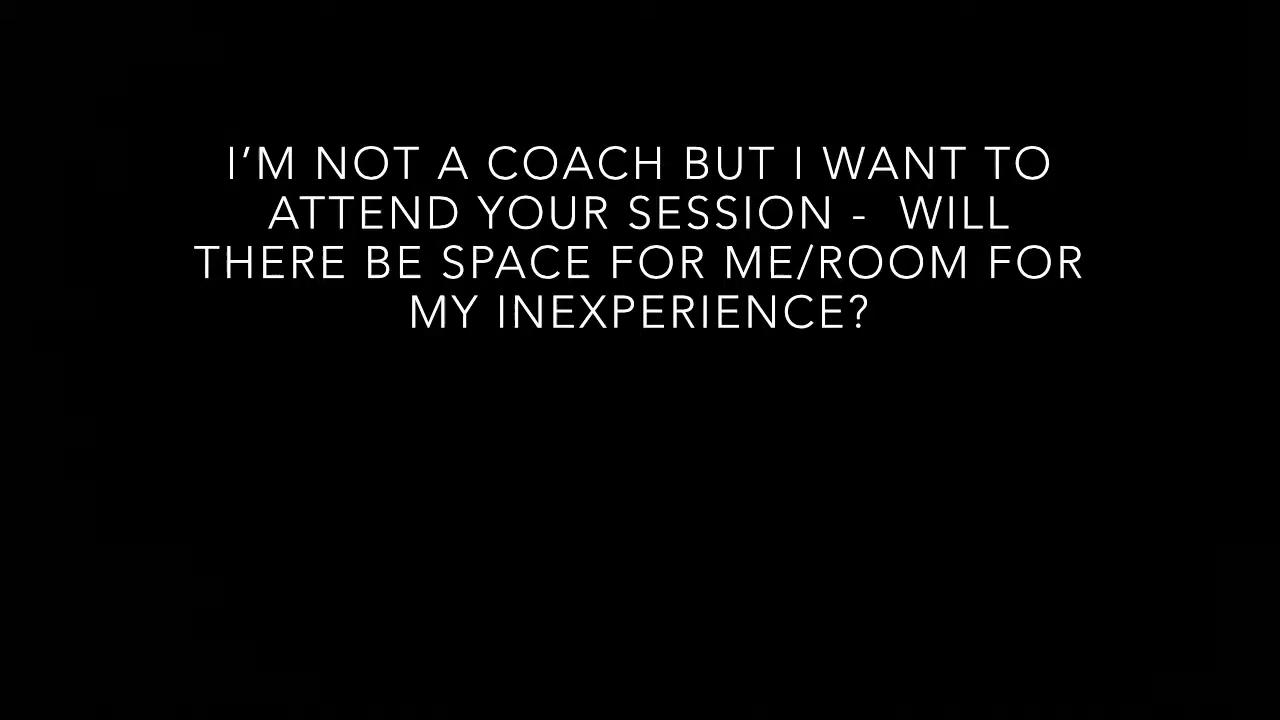 I’M NOT A COACH BUT I WANT TO
ATTEND YOUR SESSION - WILL
THERE BE SPACE FOR ME/ROOM FOR
MY INEXPERIENCE?